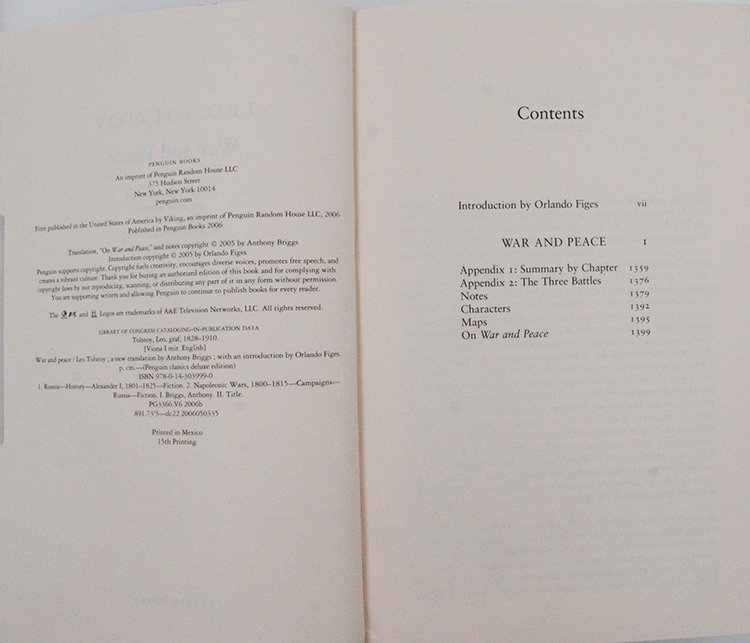 PENGUIN BOOKS
An imprint of Penguin Random House LLC
375 Hudson Street
New York, New York 10014
penguin.com
First published in the United States of America by Viking, an imprint of Penguin Random House LLC, 2006
Published in Penguin Books 2006
Translation, "On War and Peace," and notes copyright © 2005 by Anthony Briggs
Introduction copyright © 2005 by Orlando Figes
Penguin supports copyright. Copyright fuels creativity, encourages diverse voices, promotes free speech, and
creates a vibrant culture. Thank you for buying an authorized edition of this book and for complying with
copyright laws by not reproducing, scanning, or distributing any part of it in any form without permission.
You are supporting writers and allowing Penguin to continue to publish books for every reader.
The and Logos are trademarks of A&E Television Networks, LLC. All rights reserved.
LIBRARY OF CONGRESS CATALOGING-IN-PUBLICATION DATA
Tolstoy, Leo, graf, 1828–1910.
[Viona I mir. English]
War and peace / Leo Tolstoy ; a new translation by Anthony Briggs ; with an introduction by Orlando Figes.
p. cm.—(Penguin classics deluxe edition)
ISBN 978-0-14-303999-0
1. Russia—History—Alexander I, 1801–1825—Fiction. 2. Napoleonic Wars, 1800–1815—Campaigns—
Russia—Fiction. I. Briggs, Anthony. II. Title.
PG3366.V6 2006b
891.73'3—dc22 2006050335
Printed in Mexico
15th Printing
Contents
Introduction by Orlando Figes vii
WAR AND PEACE 1
Appendix 1: Summary by Chapter 1359
Appendix 2: The Three Battles 1376
Notes 1379
Characters 1392
Maps 1395
On War and Peace 1399